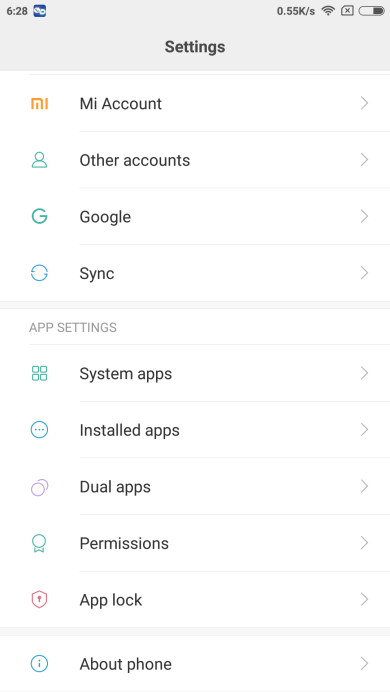 6:28 0.55K/s
Settings
Mi Account
Other accounts
Google
Sync
APP SETTINGS
System apps
Installed apps
Dual apps
Permissions
App lock
About phone